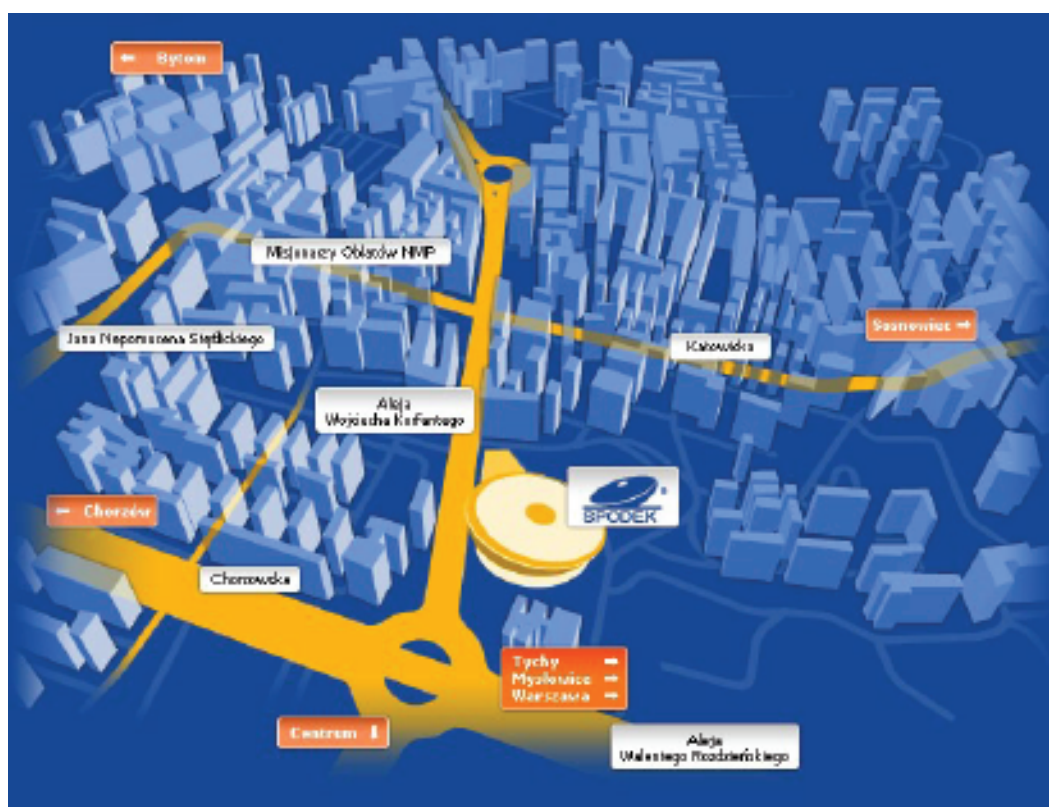 ← Bytom
Misjonarzy Oblatów NMP
Sosnowiec →
Jana Nepomucena Stęślickiego
Katowicka
Aleja
Wojciecha Korfantego
SPODEK
®
← Chorzów
Chorzowska
Tychy →
Mysłowice →
Warszawa →
Centrum ↓
Aleja
Walentego Roździeńskiego